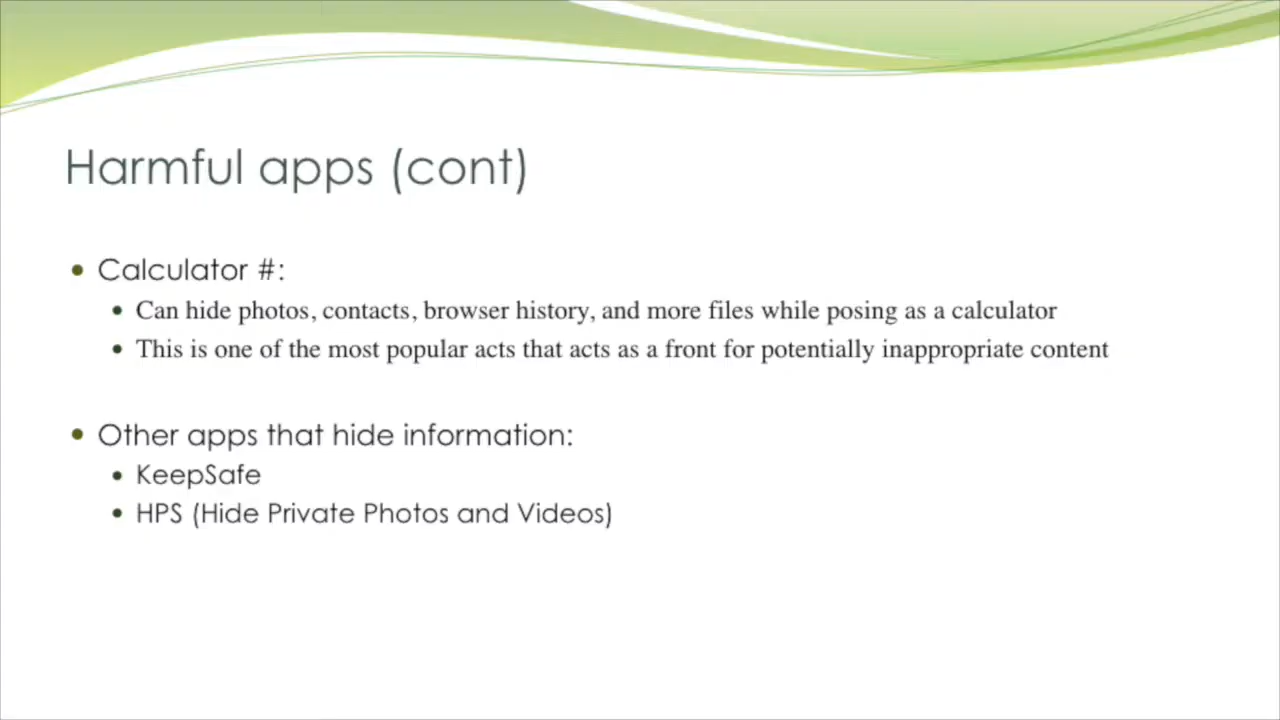 Harmful apps (cont)
• Calculator #:
• Can hide photos, contacts, browser history, and more files while posing as a calculator
• This is one of the most popular acts that acts as a front for potentially inappropriate content
• Other apps that hide information:
• KeepSafe
• HPS (Hide Private Photos and Videos)